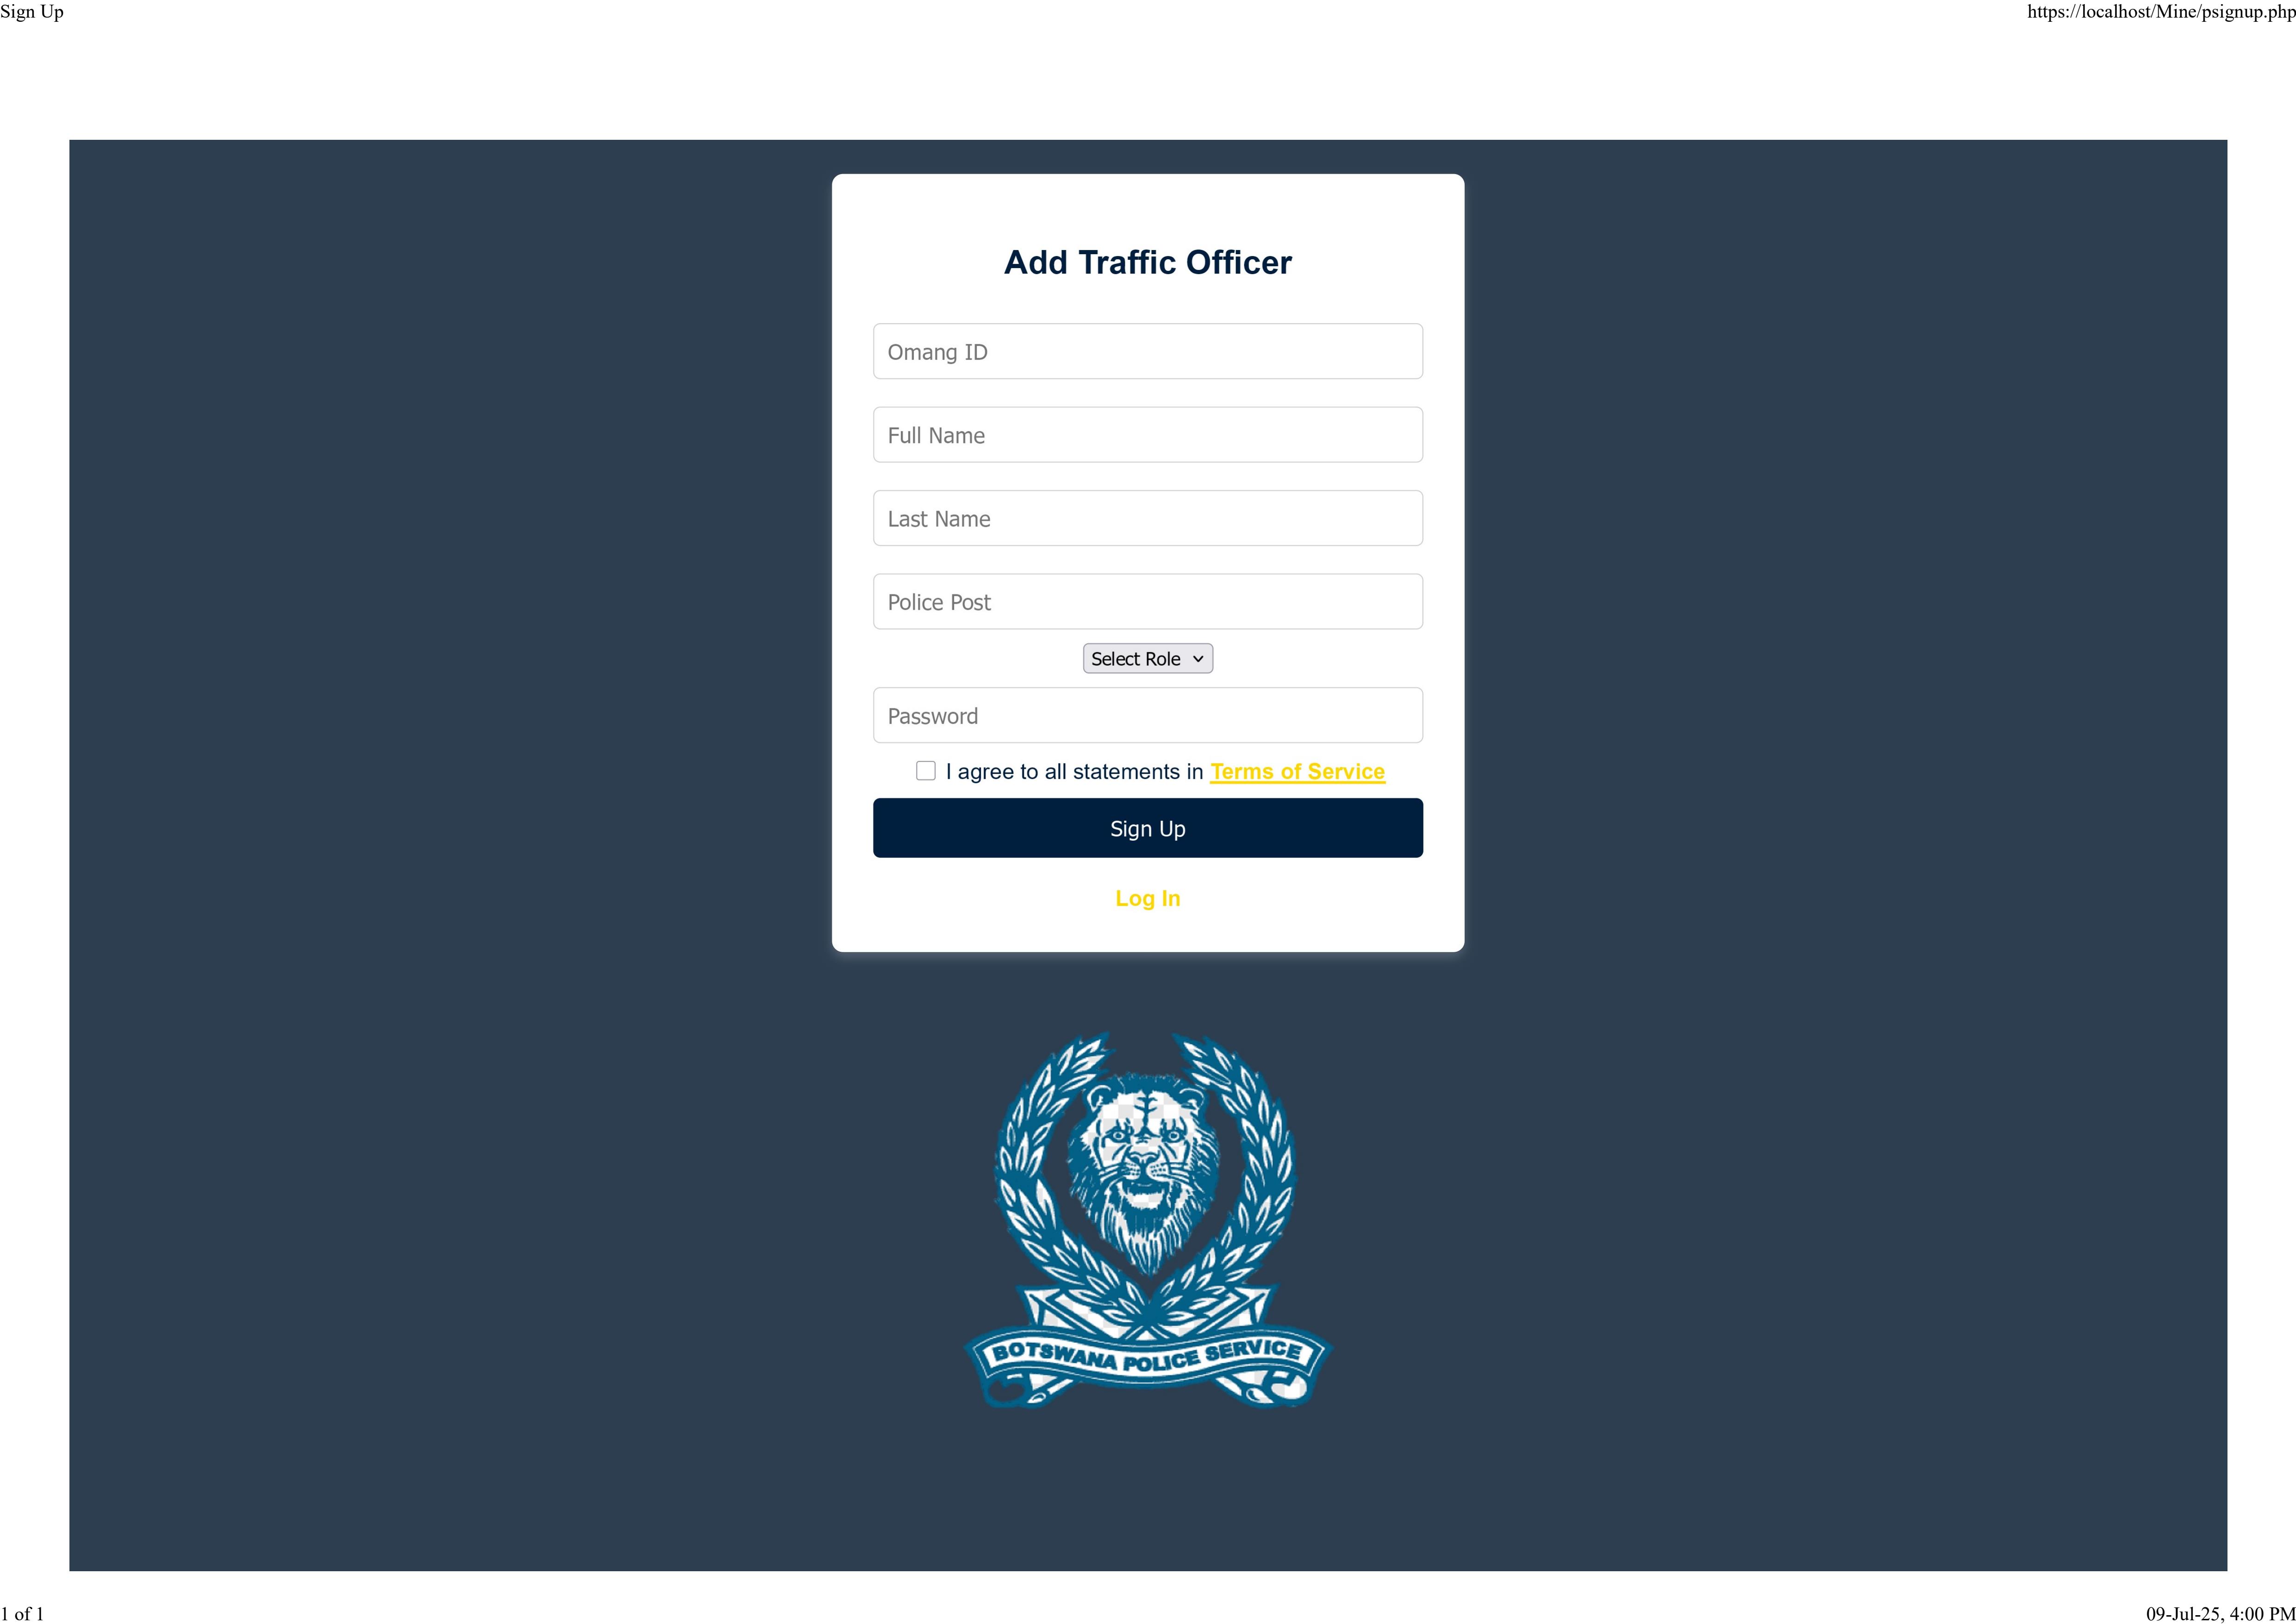 Sign Up
https://localhost/Mine/psignup.php
Add Traffic Officer
Omang ID
Full Name
Last Name
Police Post
Select Role
Password
I agree to all statements in Terms of Service
Sign Up
Log In
BOTSWANA POLICE SERVICE
1 of 1
09-Jul-25, 4:00 PM